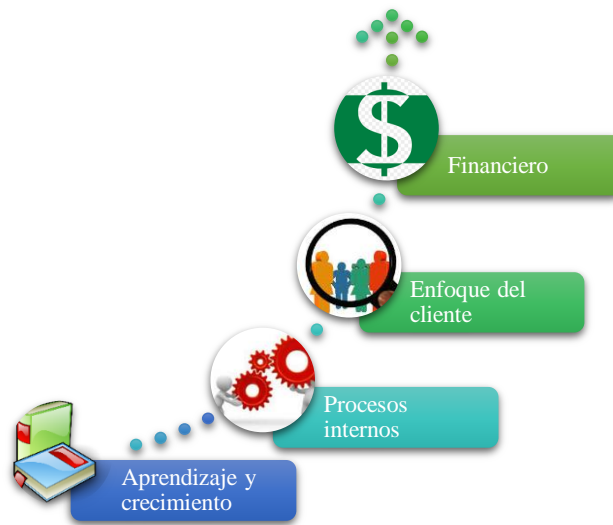 $
Financiero
Enfoque del
cliente
Procesos
internos
Aprendizaje y
crecimiento